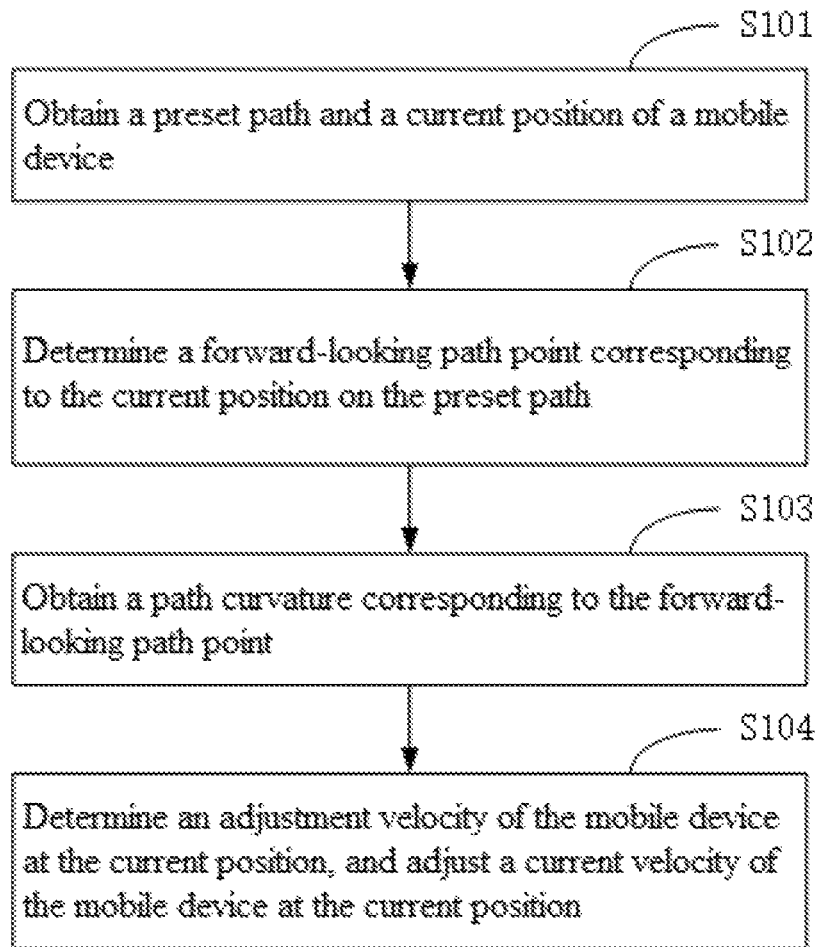 S101
Obtain a preset path and a current position of a mobile
device
S102
Determine a forward-looking path point corresponding
to the current position on the preset path
S103
Obtain a path curvature corresponding to the forward-
looking path point
S104
Determine an adjustment velocity of the mobile device
at the current position, and adjust a current velocity of
the mobile device at the current position